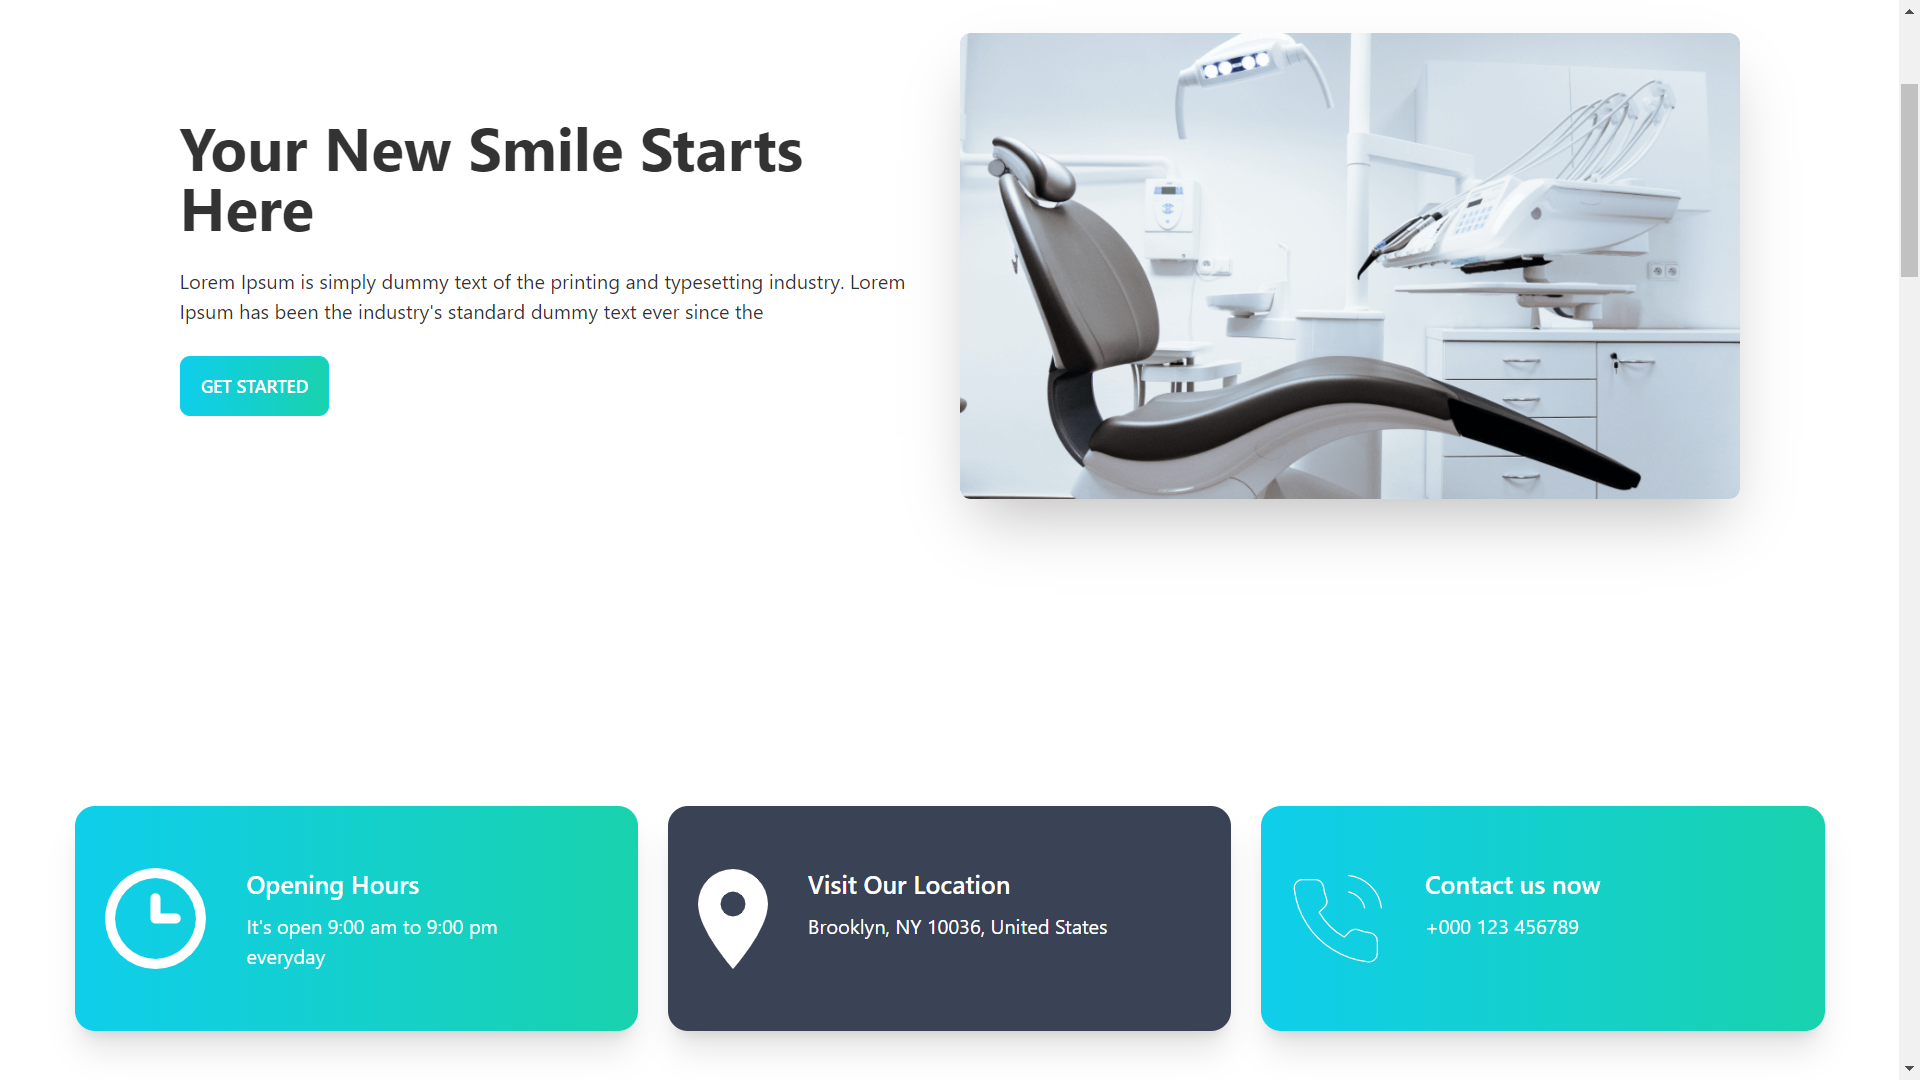 Your New Smile Starts
Here
Lorem Ipsum is simply dummy text of the printing and typesetting industry. Lorem
Ipsum has been the industry's standard dummy text ever since the
GET STARTED
Opening Hours
It's open 9:00 am to 9:00 pm
everyday
Visit Our Location
Brooklyn, NY 10036, United States
Contact us now
+000 123 456789